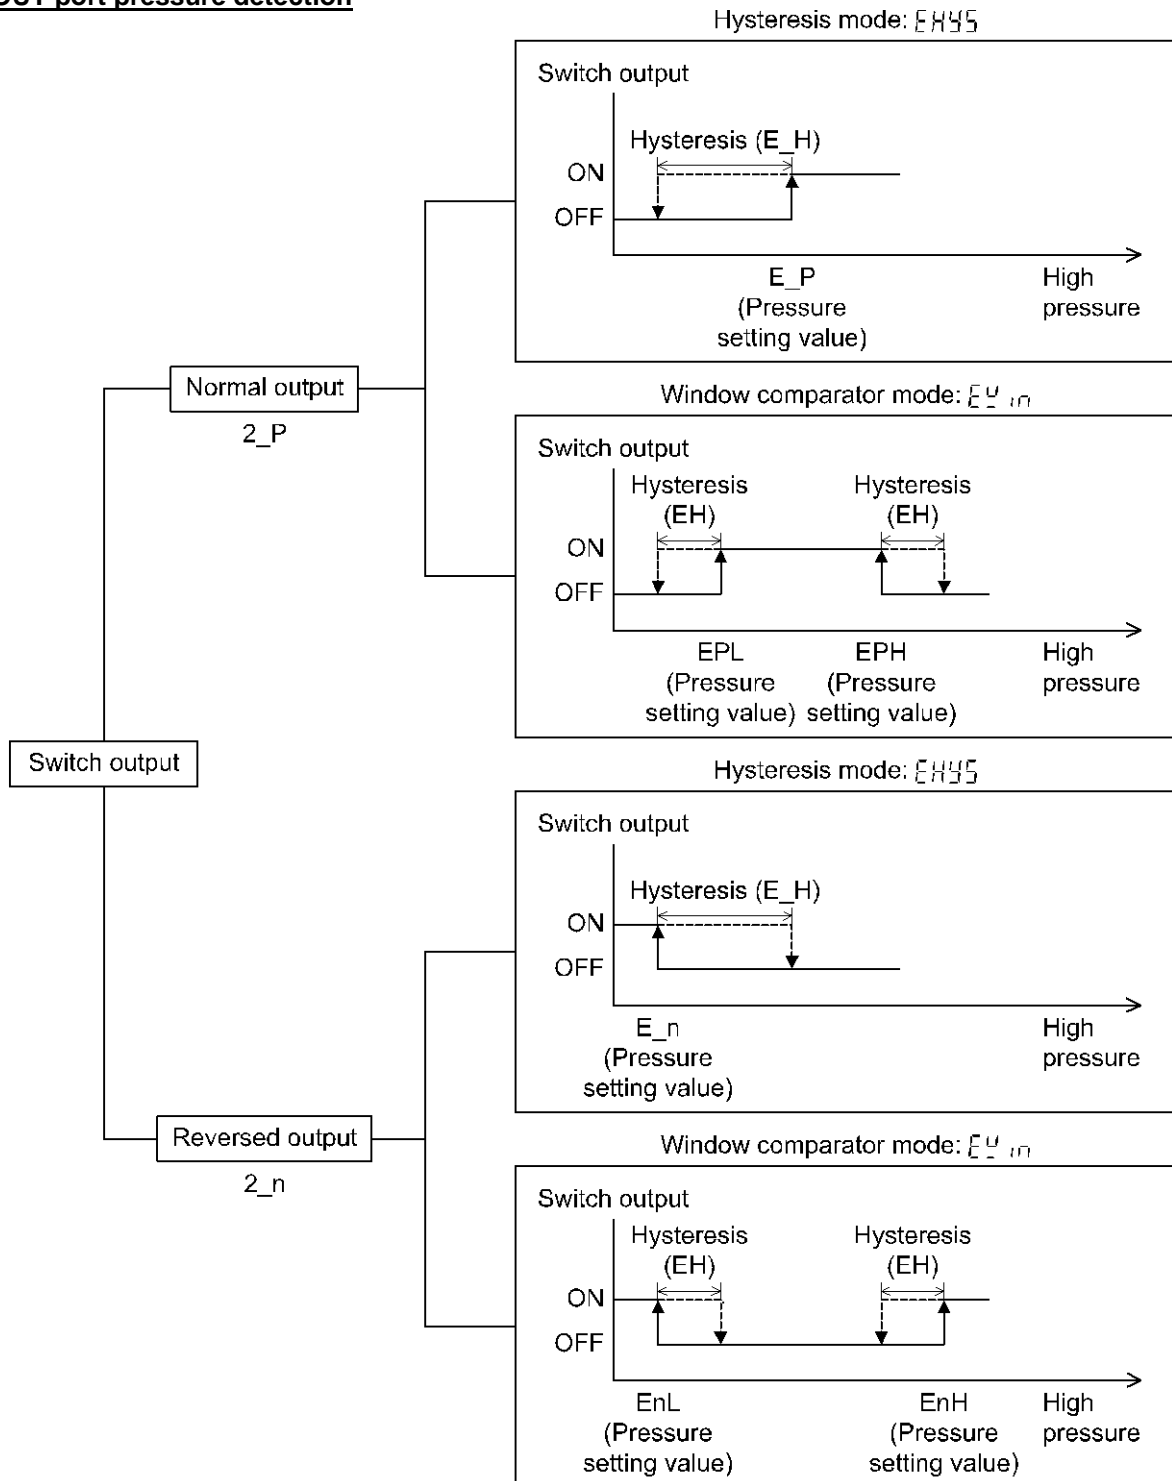 OUT port pressure detection
Hysteresis mode: EHYS
Switch output
Hysteresis (E_H)
ON
OFF
E_P
(Pressure
setting value)
High
pressure
Normal output
2_P
Window comparator mode: EWin
Switch output
Hysteresis
(EH)
Hysteresis
(EH)
ON
OFF
EPL
(Pressure
setting value)
EPH
(Pressure
setting value)
High
pressure
Switch output
Hysteresis mode: EHYS
Switch output
Hysteresis (E_H)
ON
OFF
E_n
(Pressure
setting value)
High
pressure
Reversed output
2_n
Window comparator mode: EWin
Switch output
Hysteresis
(EH)
Hysteresis
(EH)
ON
OFF
EnL
(Pressure
setting value)
EnH
(Pressure
setting value)
High
pressure